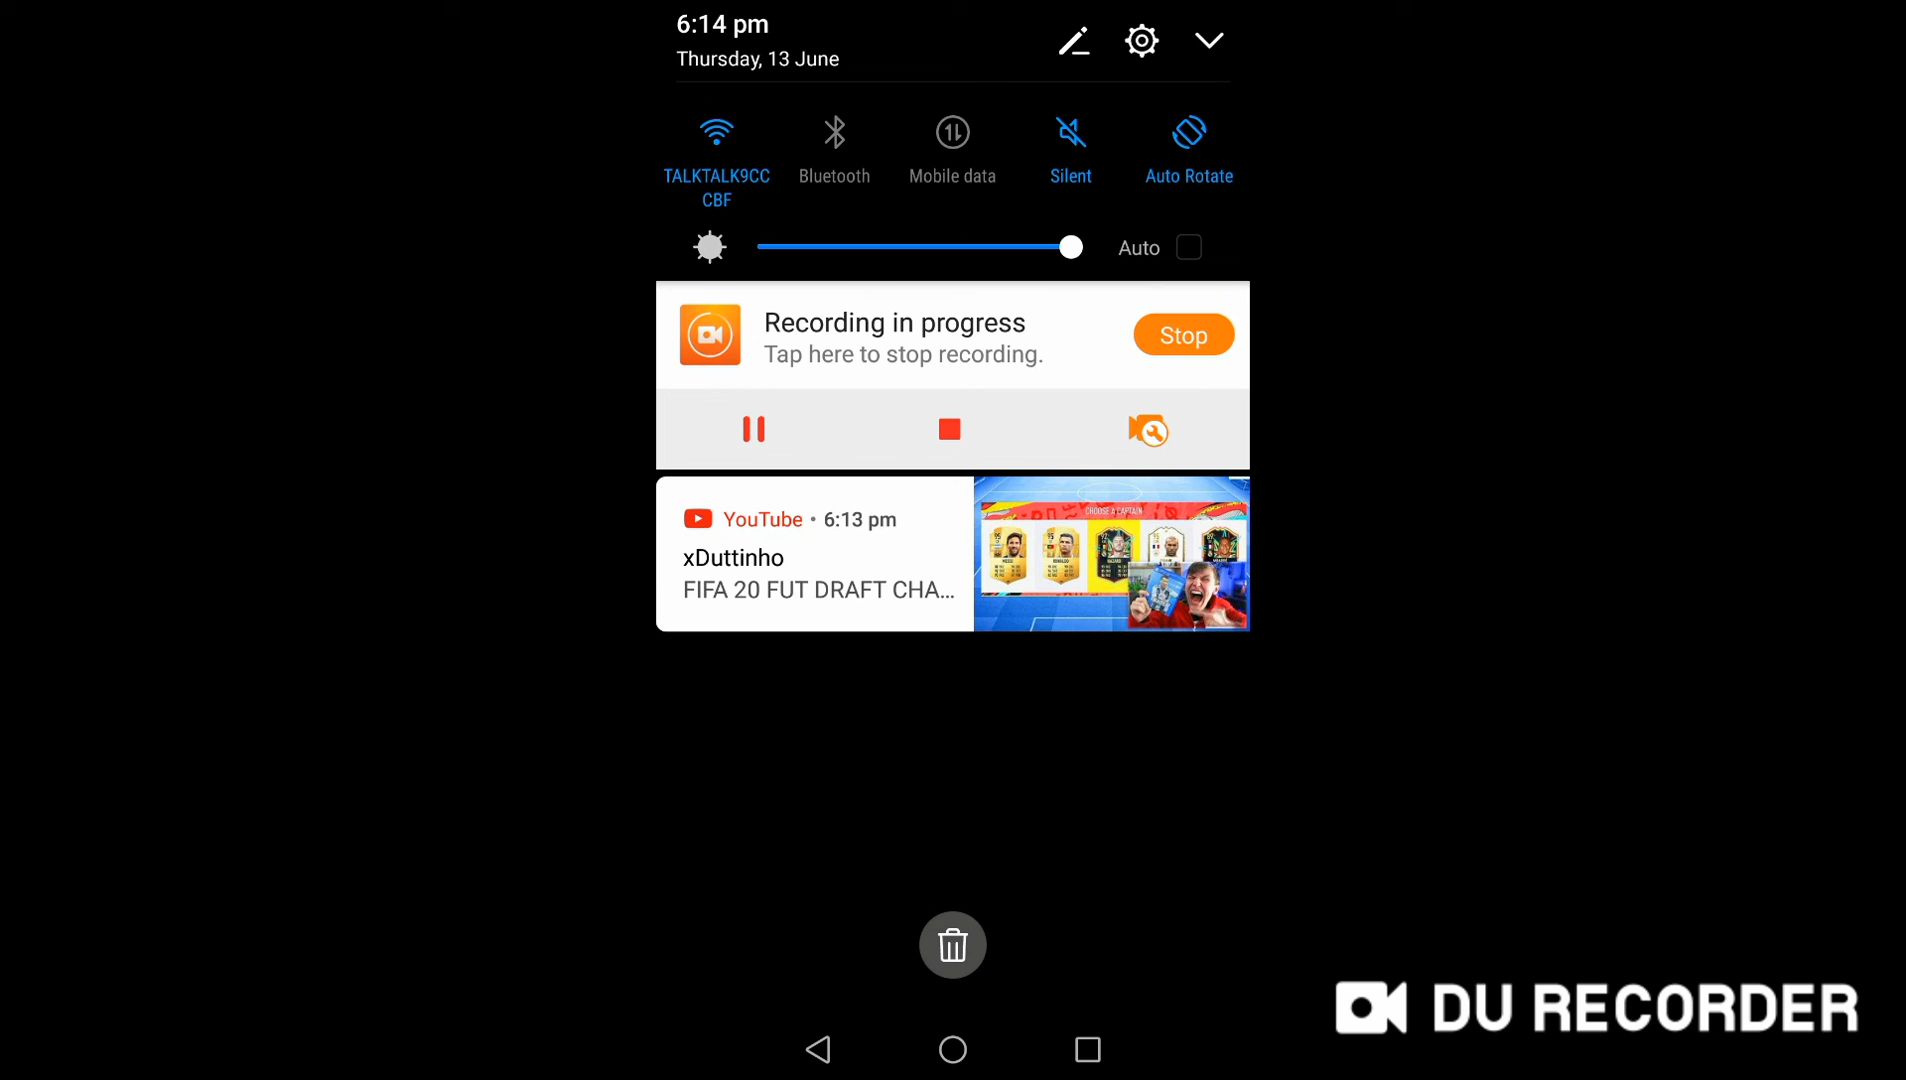 6:14 pm
Thursday, 13 June
TALKTALK9CC
CBF
Bluetooth
Mobile data
Silent
Auto Rotate
Auto
Recording in progress
Tap here to stop recording.
Stop
YouTube • 6:13 pm
xDuttinho
FIFA 20 FUT DRAFT CHA...
CHOOSE A CAPTAIN
MESSI
RONALDO
DU RECORDER